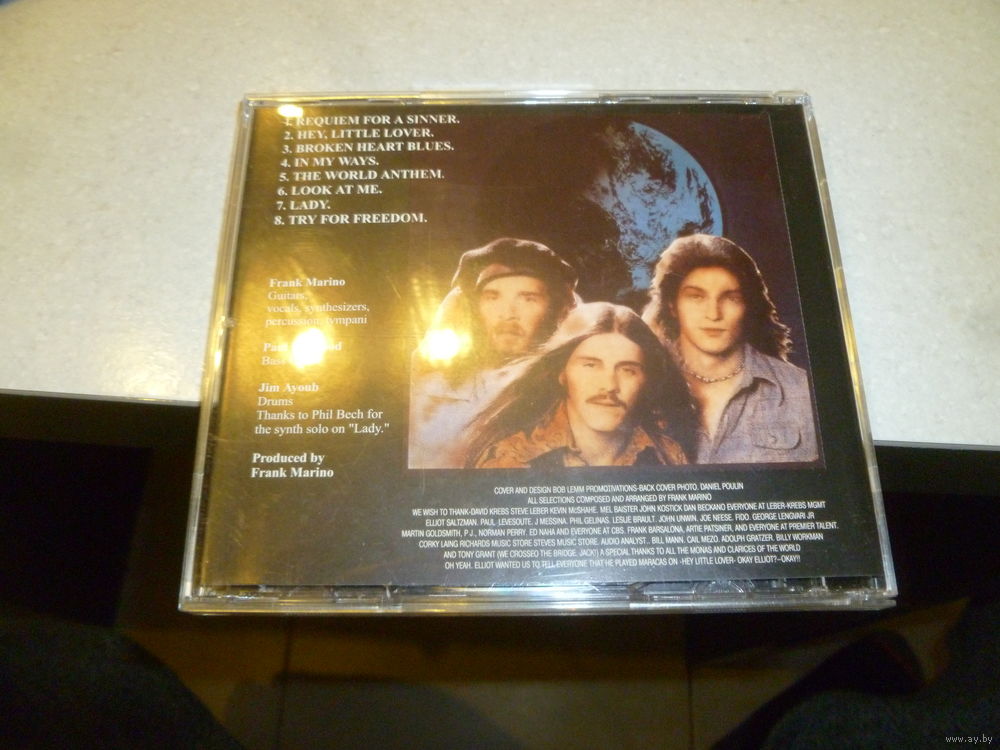 1. REQUIEM FOR A SINNER.
2. HEY, LITTLE LOVER.
3. BROKEN HEART BLUES.
4. IN MY WAYS.
5. THE WORLD ANTHEM.
6. LOOK AT ME.
7. LADY.
8. TRY FOR FREEDOM.
Frank Marino
Guitars,
vocals, synthesizers,
percussion, tympani
Bass
Jim Ayoub
Drums
Thanks to Phil Bech for
the synth solo on "Lady."
Produced by
Frank Marino
COVER AND DESIGN BOB LEMM PROMOTIVATIONS-BACK COVER PHOTO. DANIEL POULIN
ALL SELECTIONS COMPOSED AND ARRANGED BY FRANK MARINO
WE WISH TO THANK-DAVID KREBS STEVE LEBER KEVIN McSHAHE. MEL BAISTER JOHN KOSTICK DAN BECKAND EVERYONE AT LEBER-KREBS MGMT
ELLIOT SALTZMAN. PAUL LEVESOUTE. J MESSINA. PHIL GELINAS. LESLIE BRAULT. JOHN UNWIN. JOE NEESE. FIDO. GEORGE LENGVARI JR
MARTIN GOLDSMITH, P J., NORMAN PERRY. ED NAHA AND EVERYONE AT CBS. FRANK BARSALONA, ARTIE PATSINER, AND EVERYONE AT PREMIER TALENT.
CORKY LAING RICHARDS MUSIC STORE STEVES MUSIC STORE. AUDIO ANALYST.. BILL MANN. CAIL MEZO. ADOLPH GRATZER. BILLY WORKMAN
AND TONY GRANT (WE CROSSEO THE BRIDGE. JACK!) A SPECIAL THANKS TO ALL THE MONAS AND CLARICES OF THE WORLD
OH YEAH. ELLIOT WANTED US TO TELL EVERYONE THAT HE PLAYED MARACAS ON -HEY LITTLE LOVER- OKAY ELLIOT?-OKAY!!
www.ay.by